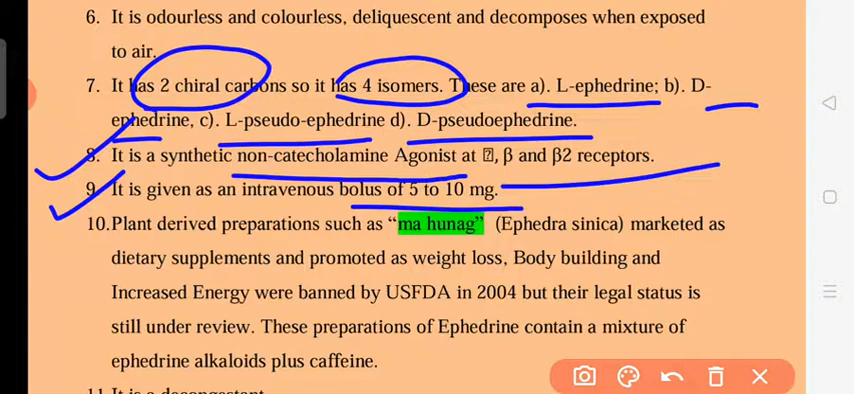 6. It is odourless and colourless, deliquescent and decomposes when exposed
to air.
7. It has 2 chiral carbons so it has 4 isomers. These are a). L-ephedrine; b). D-
ephedrine, c). L-pseudo-ephedrine d). D-pseudoephedrine.
8. It is a synthetic non-catecholamine Agonist at , β and β2 receptors.
9. It is given as an intravenous bolus of 5 to 10 mg.
10.Plant derived preparations such as “ma hunag” (Ephedra sinica) marketed as
dietary supplements and promoted as weight loss, Body building and
Increased Energy were banned by USFDA in 2004 but their legal status is
still under review. These preparations of Ephedrine contain a mixture of
ephedrine alkaloids plus caffeine.
11. It is a decongestant